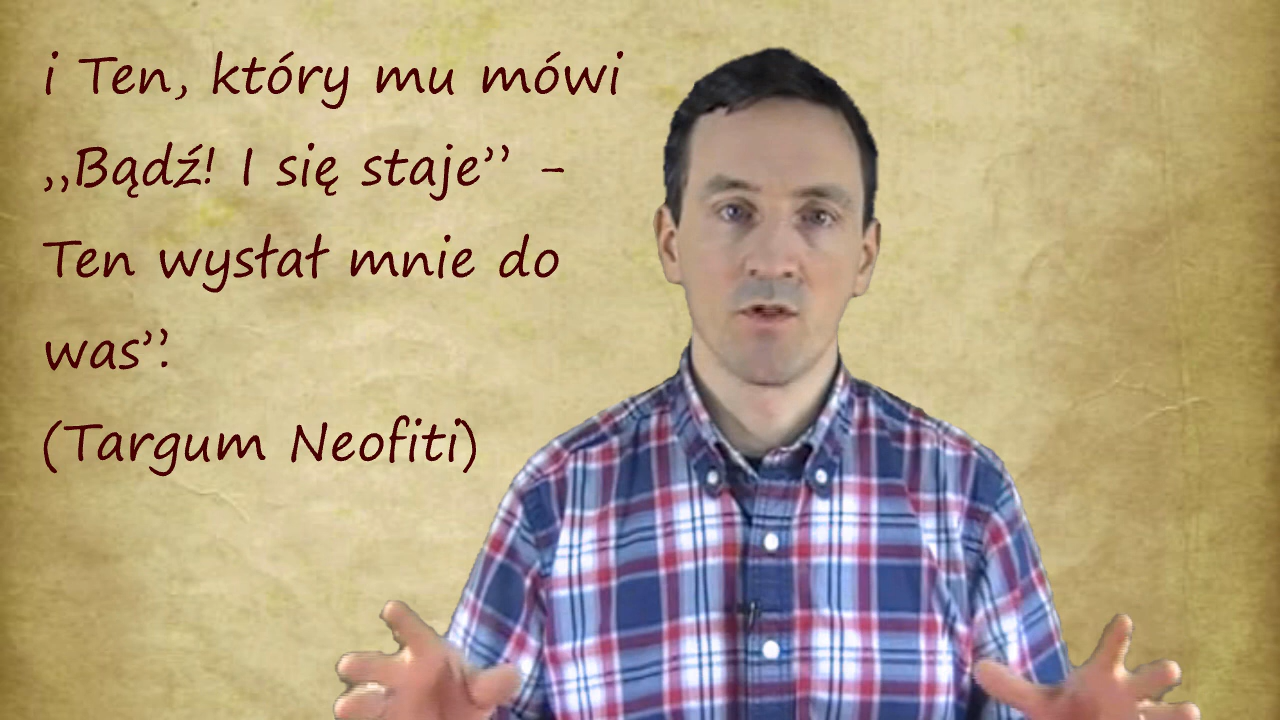 i Ten, który mu mówi
,,Bądź! I się staje’’ -
Ten wysłał mnie do
was’’.
(Targum Neofiti)